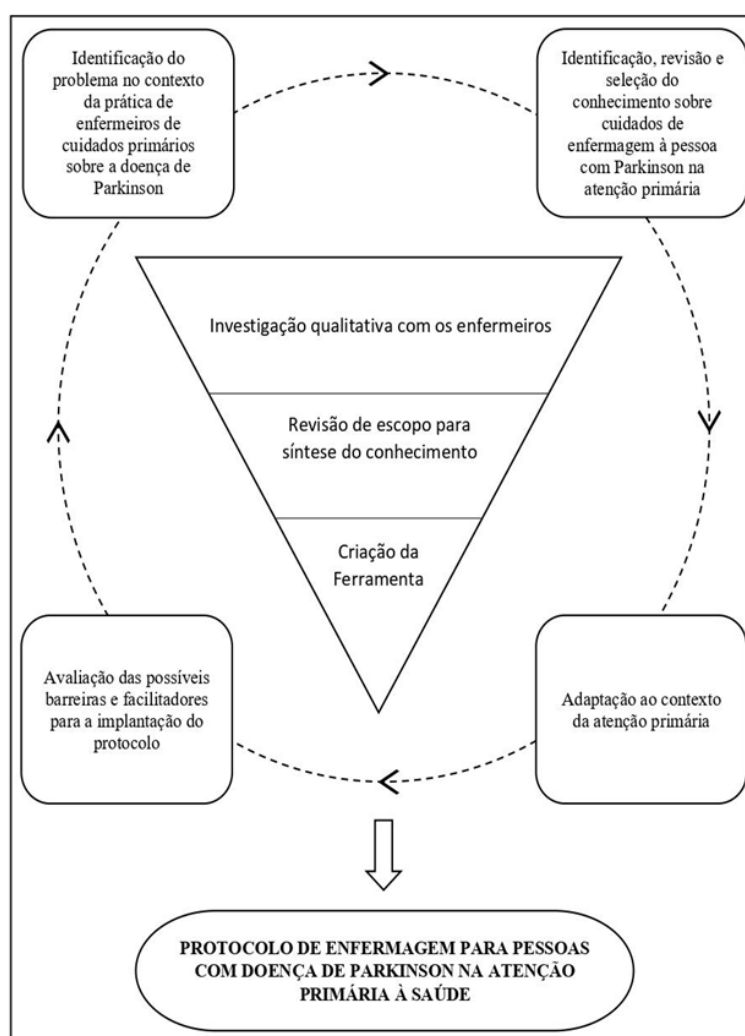 Identificação do
problema no contexto
da prática de
enfermeiros de
cuidados primários
sobre a doença de
Parkinson
Identificação, revisão e
seleção do
conhecimento sobre
cuidados de
enfermagem à pessoa
com Parkinson na
atenção primária
Investigação qualitativa com os enfermeiros
Revisão de escopo para
síntese do conhecimento
Criação da
Ferramenta
Avaliação das possíveis
barreiras e facilitadores
para a implantação do
protocolo
Adaptação ao contexto
da atenção primária
PROTOCOLO DE ENFERMAGEM PARA PESSOAS
COM DOENÇA DE PARKINSON NA ATENÇÃO
PRIMÁRIA À SAÚDE